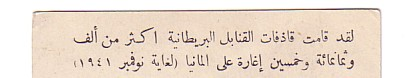 لقد قامت قاذفات القنابل البريطانية اكثر من ألف
وثمانمائة وخمسين إغارة على المانيا (لغاية نوفمبر ١٩٤١)